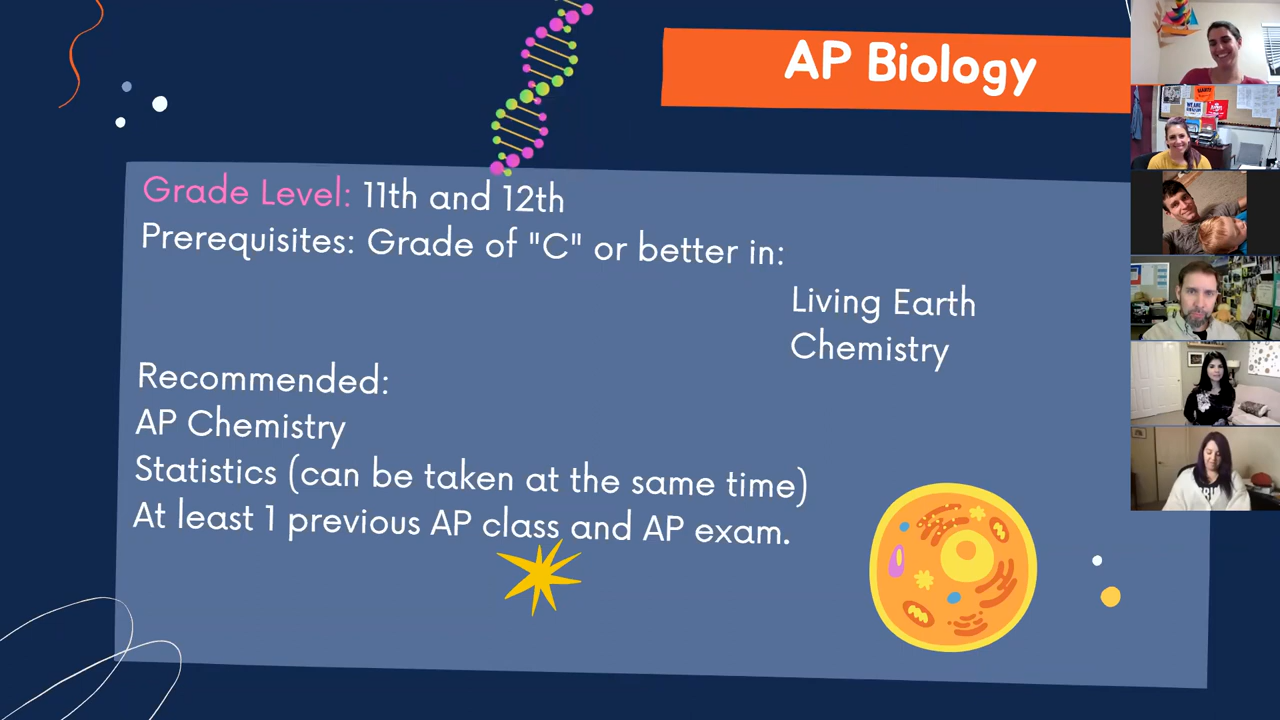 AP Biology
Grade Level: 11th and 12th
Prerequisites: Grade of "C" or better in:
Living Earth
Chemistry
Recommended:
AP Chemistry
Statistics (can be taken at the same time)
At least 1 previous AP class and AP exam.